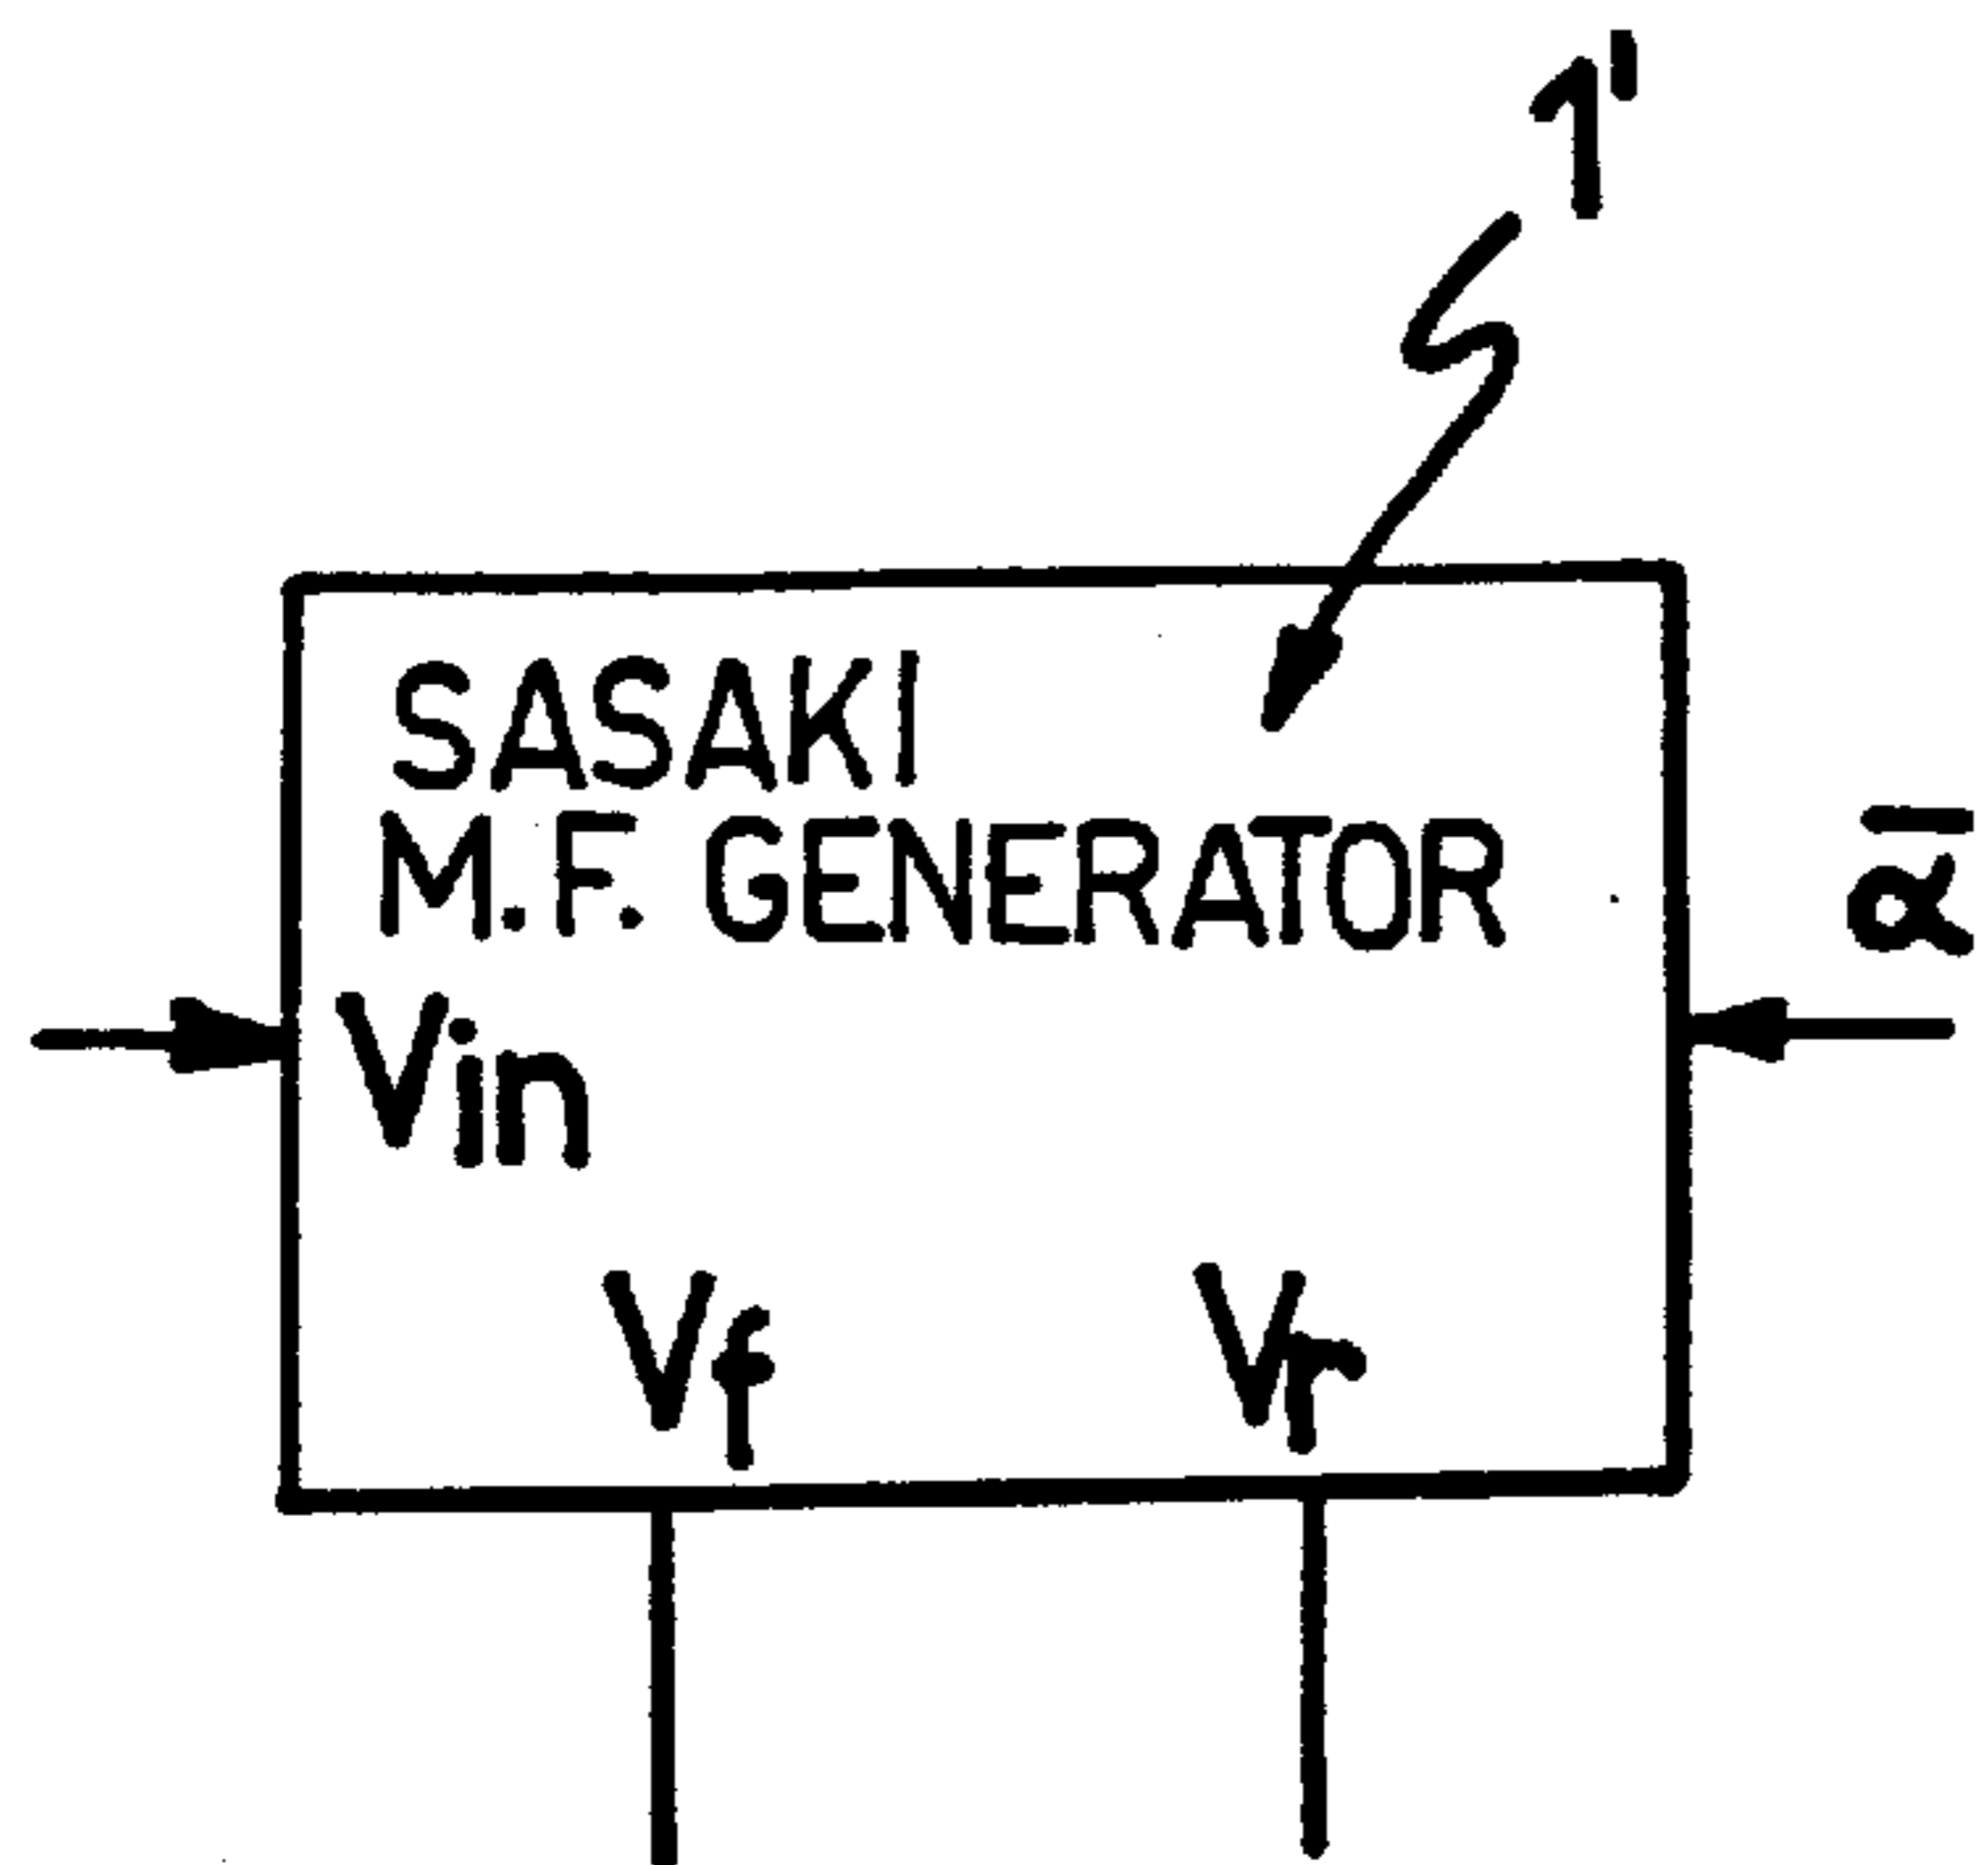 1'
SASAKI
M.F. GENERATOR
ᾱ
Vin
Vf
Vr